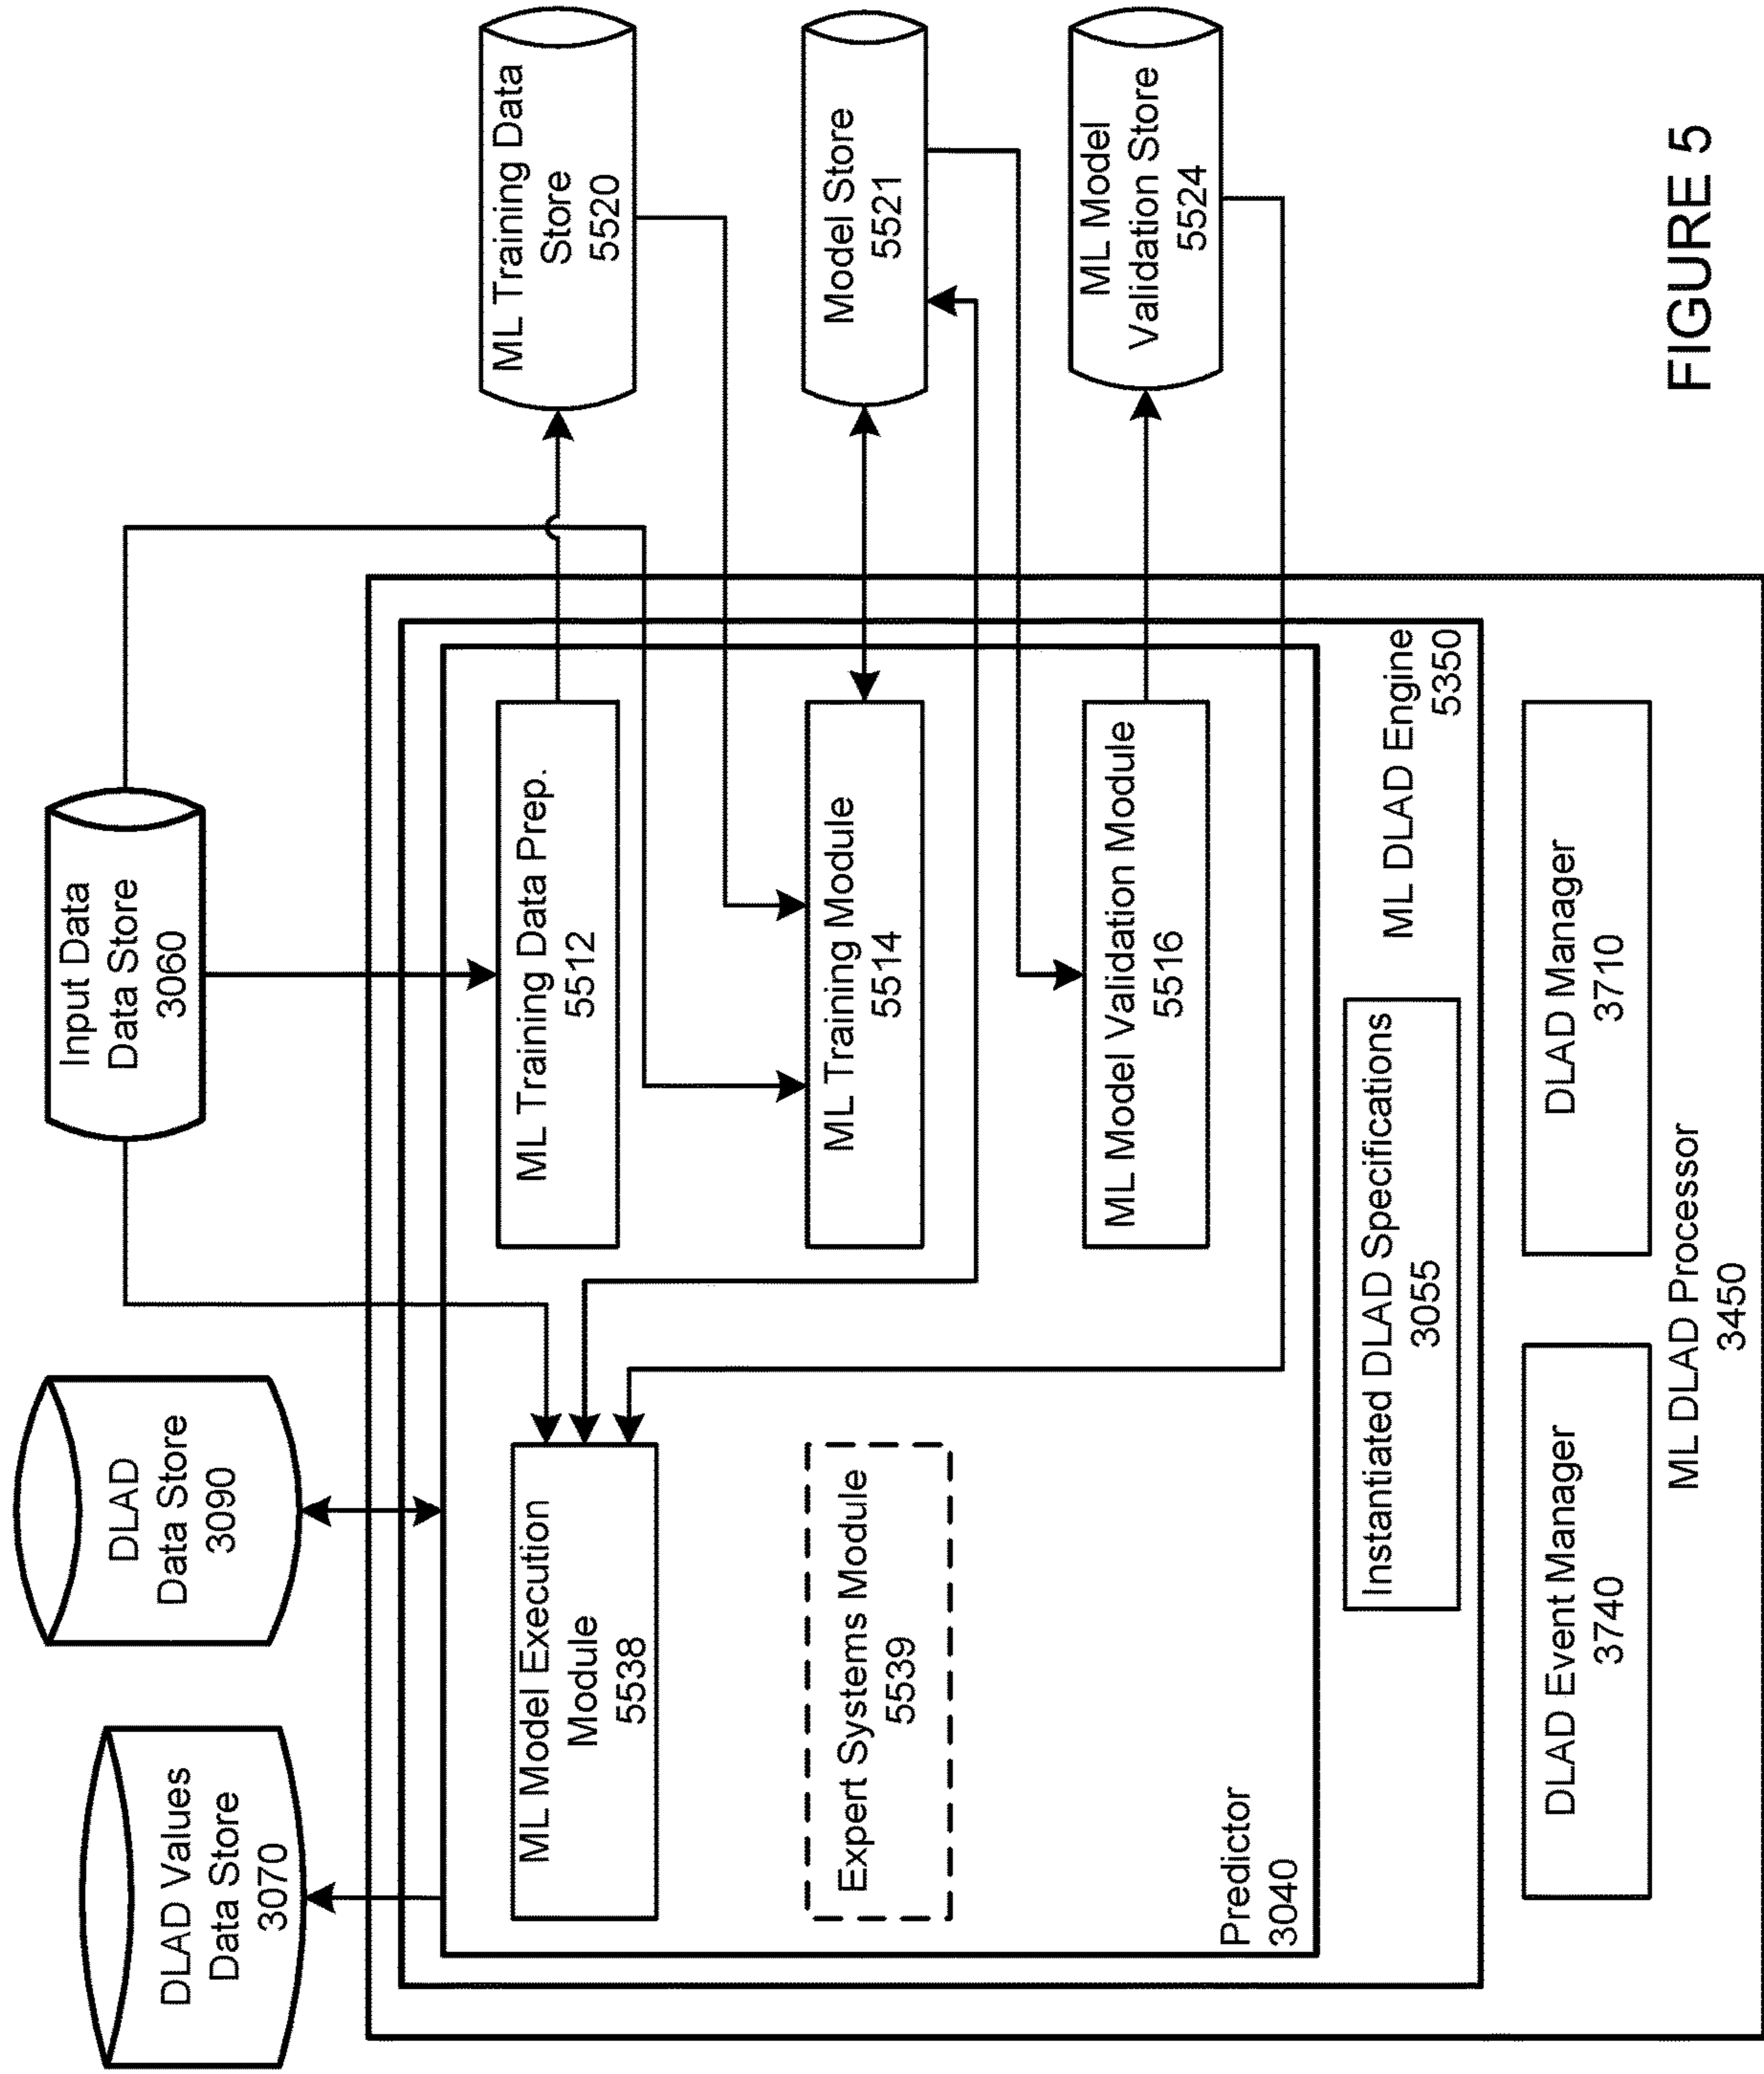 DLAD Values
Data Store
3070
DLAD
Data Store
3090
Input Data
Data Store
3060
ML Model Execution
Module
5538
ML Training Data Prep.
5512
ML Training Data
Store
5520
Expert Systems Module
5539
ML Training Module
5514
Model Store
5521
ML Model Validation Module
5516
ML Model
Validation Store
5524
Predictor
3040
Instantiated DLAD Specifications
3055
ML DLAD Engine
5350
DLAD Event Manager
3740
DLAD Manager
3710
ML DLAD Processor
3450
FIGURE 5